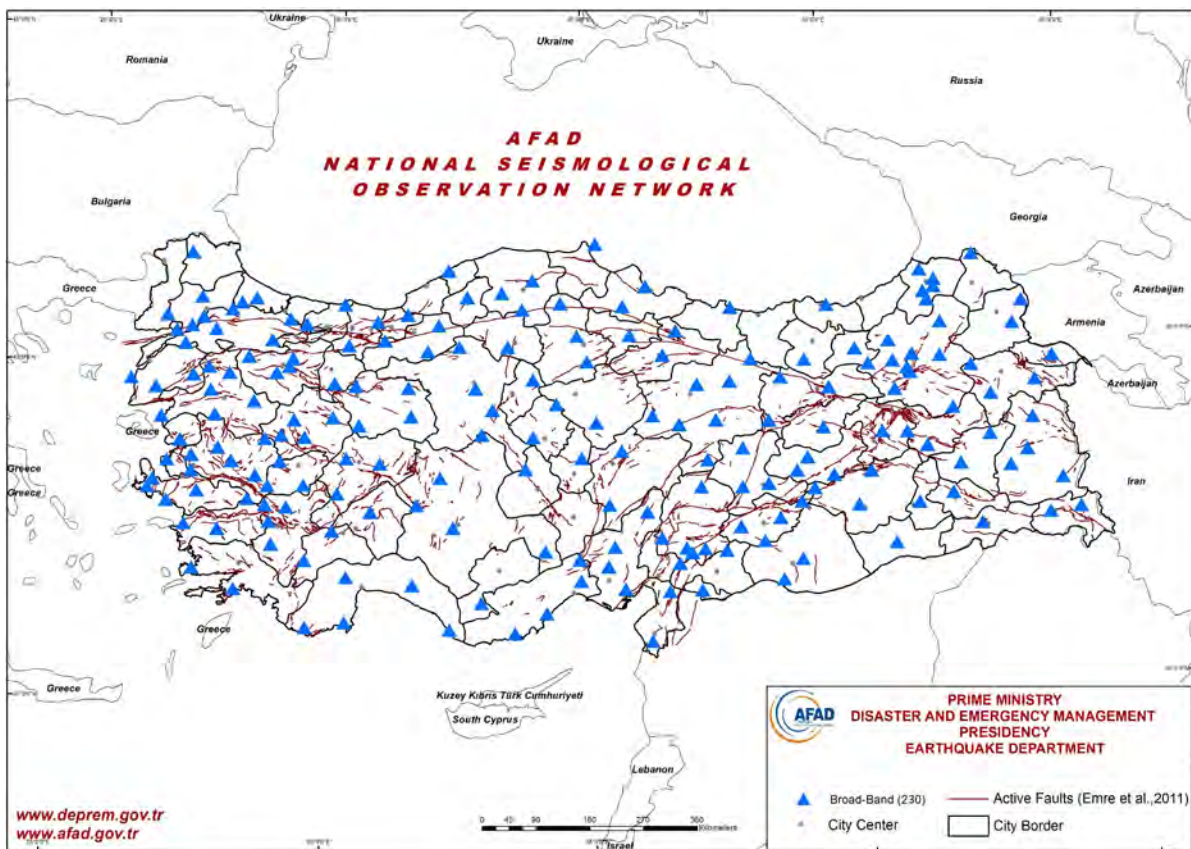 Ukraine
Ukraine
Romania
Russia
AFAD
NATIONAL SEISMOLOGICAL
OBSERVATION NETWORK
Bulgaria
Georgia
Greece
Azerbaijan
Armenia
Azerbaijan
Greece
Greece
Greece
Iran
Greece
Greece
Kuzey Kıbrıs Türk Cumhuriyeti
South Cyprus
Lebanon
Israel
AFAD
PRIME MINISTRY
DISASTER AND EMERGENCY MANAGEMENT
PRESIDENCY
EARTHQUAKE DEPARTMENT
Broad-Band (230)
Active Faults (Emre et al.,2011)
City Center
City Border
www.deprem.gov.tr
www.afad.gov.tr
0 45 90 180 270 360
Kilometers